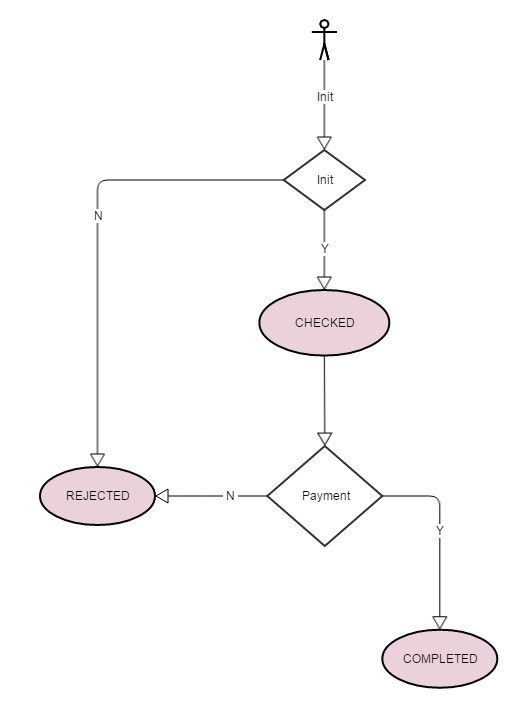 Init
Init
N
Y
CHECKED
REJECTED
N
Payment
Y
COMPLETED